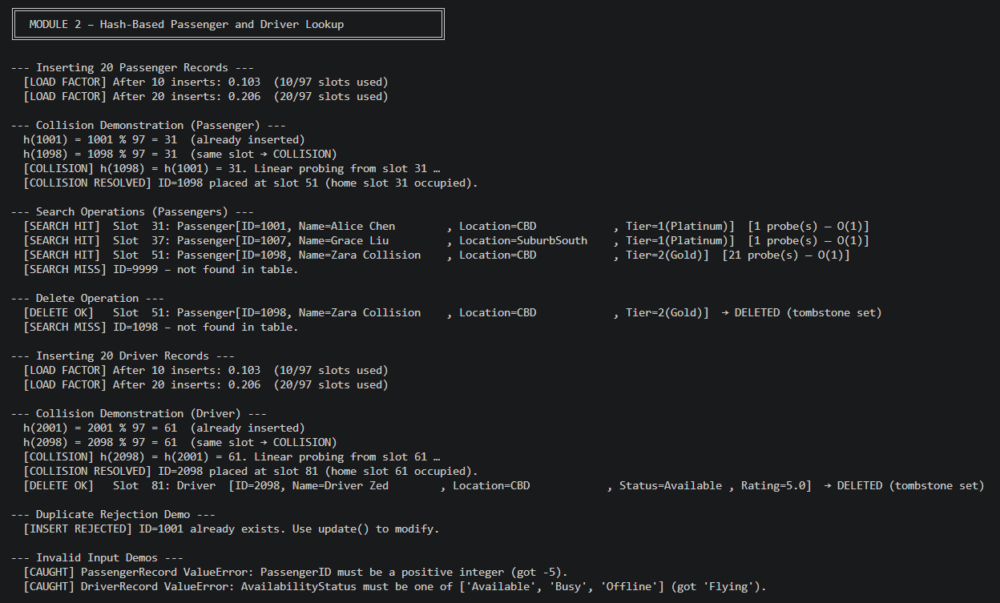 MODULE 2 – Hash-Based Passenger and Driver Lookup
--- Inserting 20 Passenger Records ---
[LOAD FACTOR] After 10 inserts: 0.103  (10/97 slots used)
[LOAD FACTOR] After 20 inserts: 0.206  (20/97 slots used)
--- Collision Demonstration (Passenger) ---
h(1001) = 1001 % 97 = 31  (already inserted)
h(1098) = 1098 % 97 = 31  (same slot → COLLISION)
[COLLISION] h(1098) = h(1001) = 31. Linear probing from slot 31 …
[COLLISION RESOLVED] ID=1098 placed at slot 51 (home slot 31 occupied).
--- Search Operations (Passengers) ---
[SEARCH HIT]  Slot  31: Passenger[ID=1001, Name=Alice Chen        , Location=CBD            , Tier=1(Platinum)]  [1 probe(s) — O(1)]
[SEARCH HIT]  Slot  37: Passenger[ID=1007, Name=Grace Liu         , Location=SuburbSouth    , Tier=1(Platinum)]  [1 probe(s) — O(1)]
[SEARCH HIT]  Slot  51: Passenger[ID=1098, Name=Zara Collision    , Location=CBD            , Tier=2(Gold)]  [21 probe(s) — O(1)]
[SEARCH MISS] ID=9999 – not found in table.
--- Delete Operation ---
[DELETE OK]   Slot  51: Passenger[ID=1098, Name=Zara Collision    , Location=CBD            , Tier=2(Gold)]  → DELETED (tombstone set)
[SEARCH MISS] ID=1098 – not found in table.
--- Inserting 20 Driver Records ---
[LOAD FACTOR] After 10 inserts: 0.103  (10/97 slots used)
[LOAD FACTOR] After 20 inserts: 0.206  (20/97 slots used)
--- Collision Demonstration (Driver) ---
h(2001) = 2001 % 97 = 61  (already inserted)
h(2098) = 2098 % 97 = 61  (same slot → COLLISION)
[COLLISION] h(2098) = h(2001) = 61. Linear probing from slot 61 …
[COLLISION RESOLVED] ID=2098 placed at slot 81 (home slot 61 occupied).
[DELETE OK]   Slot  81: Driver  [ID=2098, Name=Driver Zed        , Location=CBD            , Status=Available , Rating=5.0]  → DELETED (tombstone set)
--- Duplicate Rejection Demo ---
[INSERT REJECTED] ID=1001 already exists. Use update() to modify.
--- Invalid Input Demos ---
[CAUGHT] PassengerRecord ValueError: PassengerID must be a positive integer (got -5).
[CAUGHT] DriverRecord ValueError: AvailabilityStatus must be one of ['Available', 'Busy', 'Offline'] (got 'Flying').